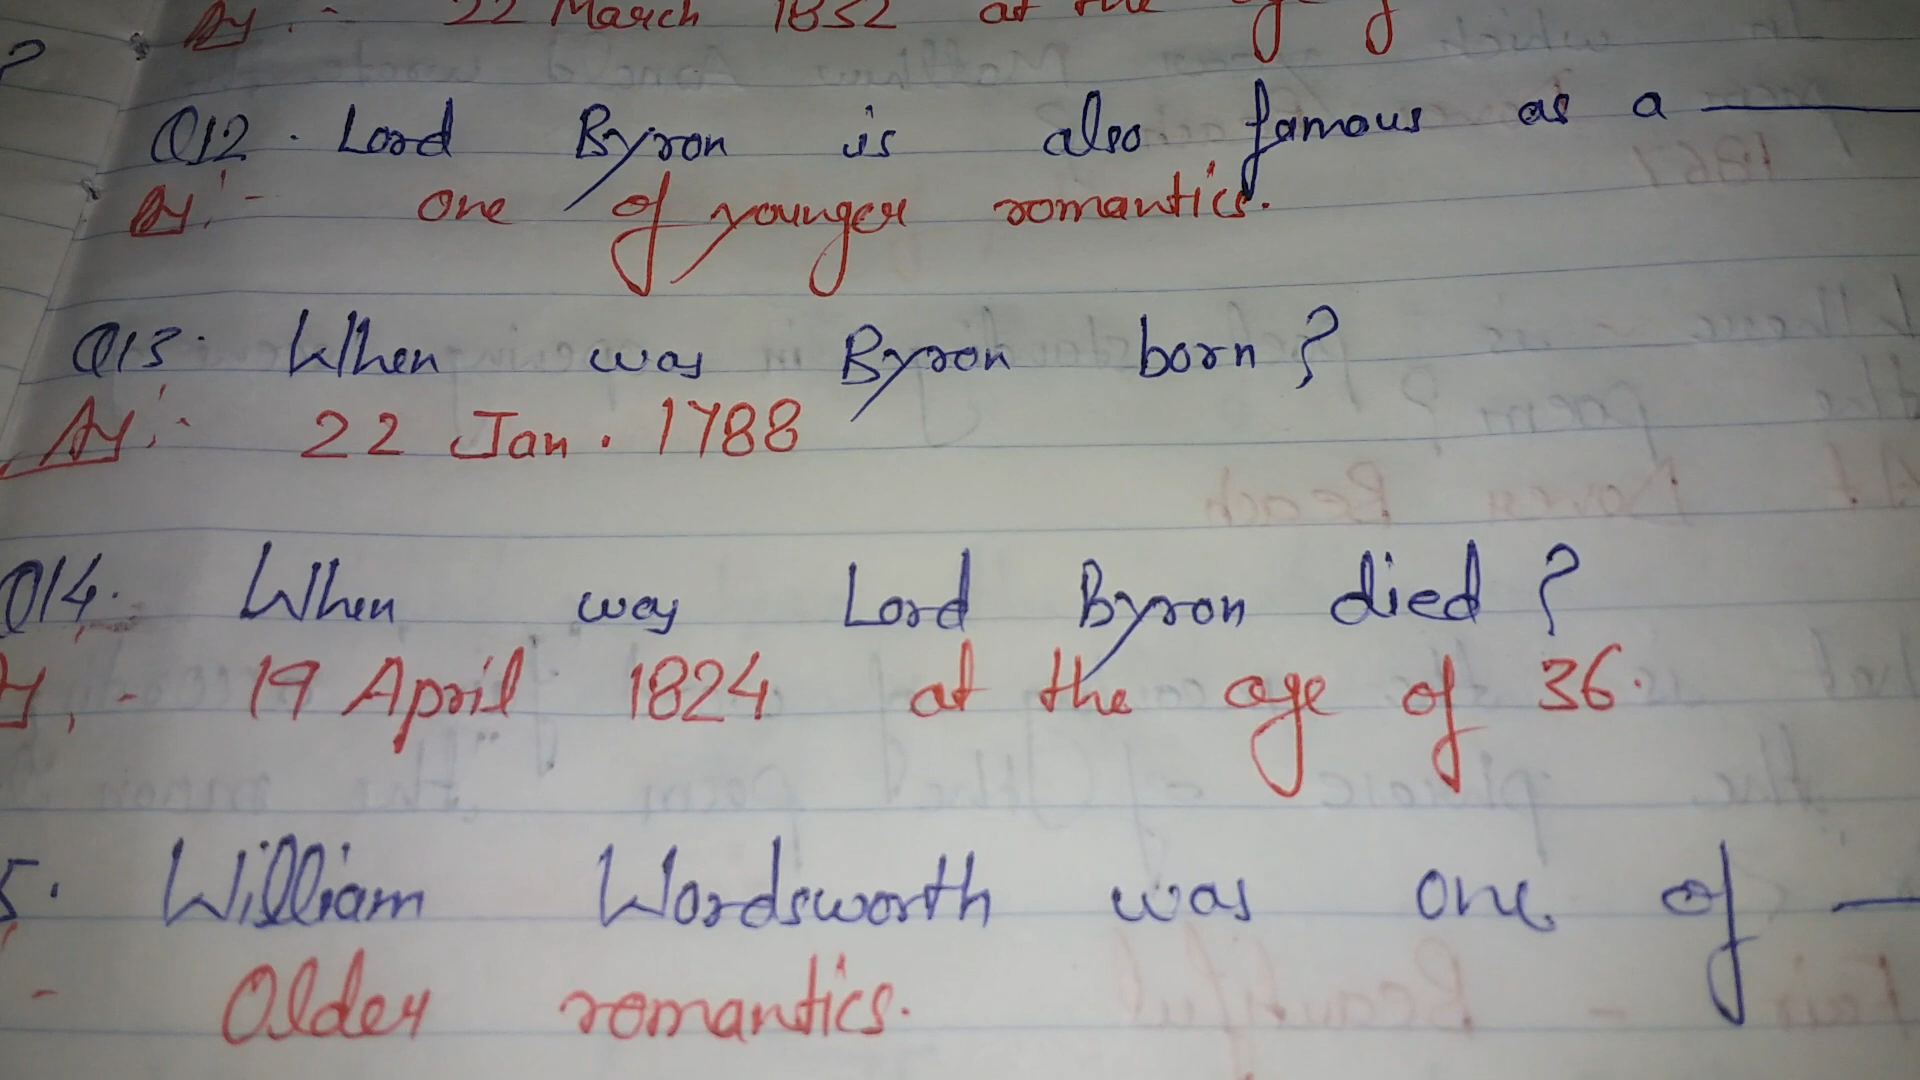 22 March 1832 at the age of
?
Q12. Lord Byron is also famous as a ——
Ans:- one of younger romantics.
Q13. When was Byron born?
Ans:- 22 Jan. 1788
Q14. When was Lord Byron died?
Ans:- 19 April 1824 at the age of 36.
5. William Wordsworth was one of —
- Older romantics.